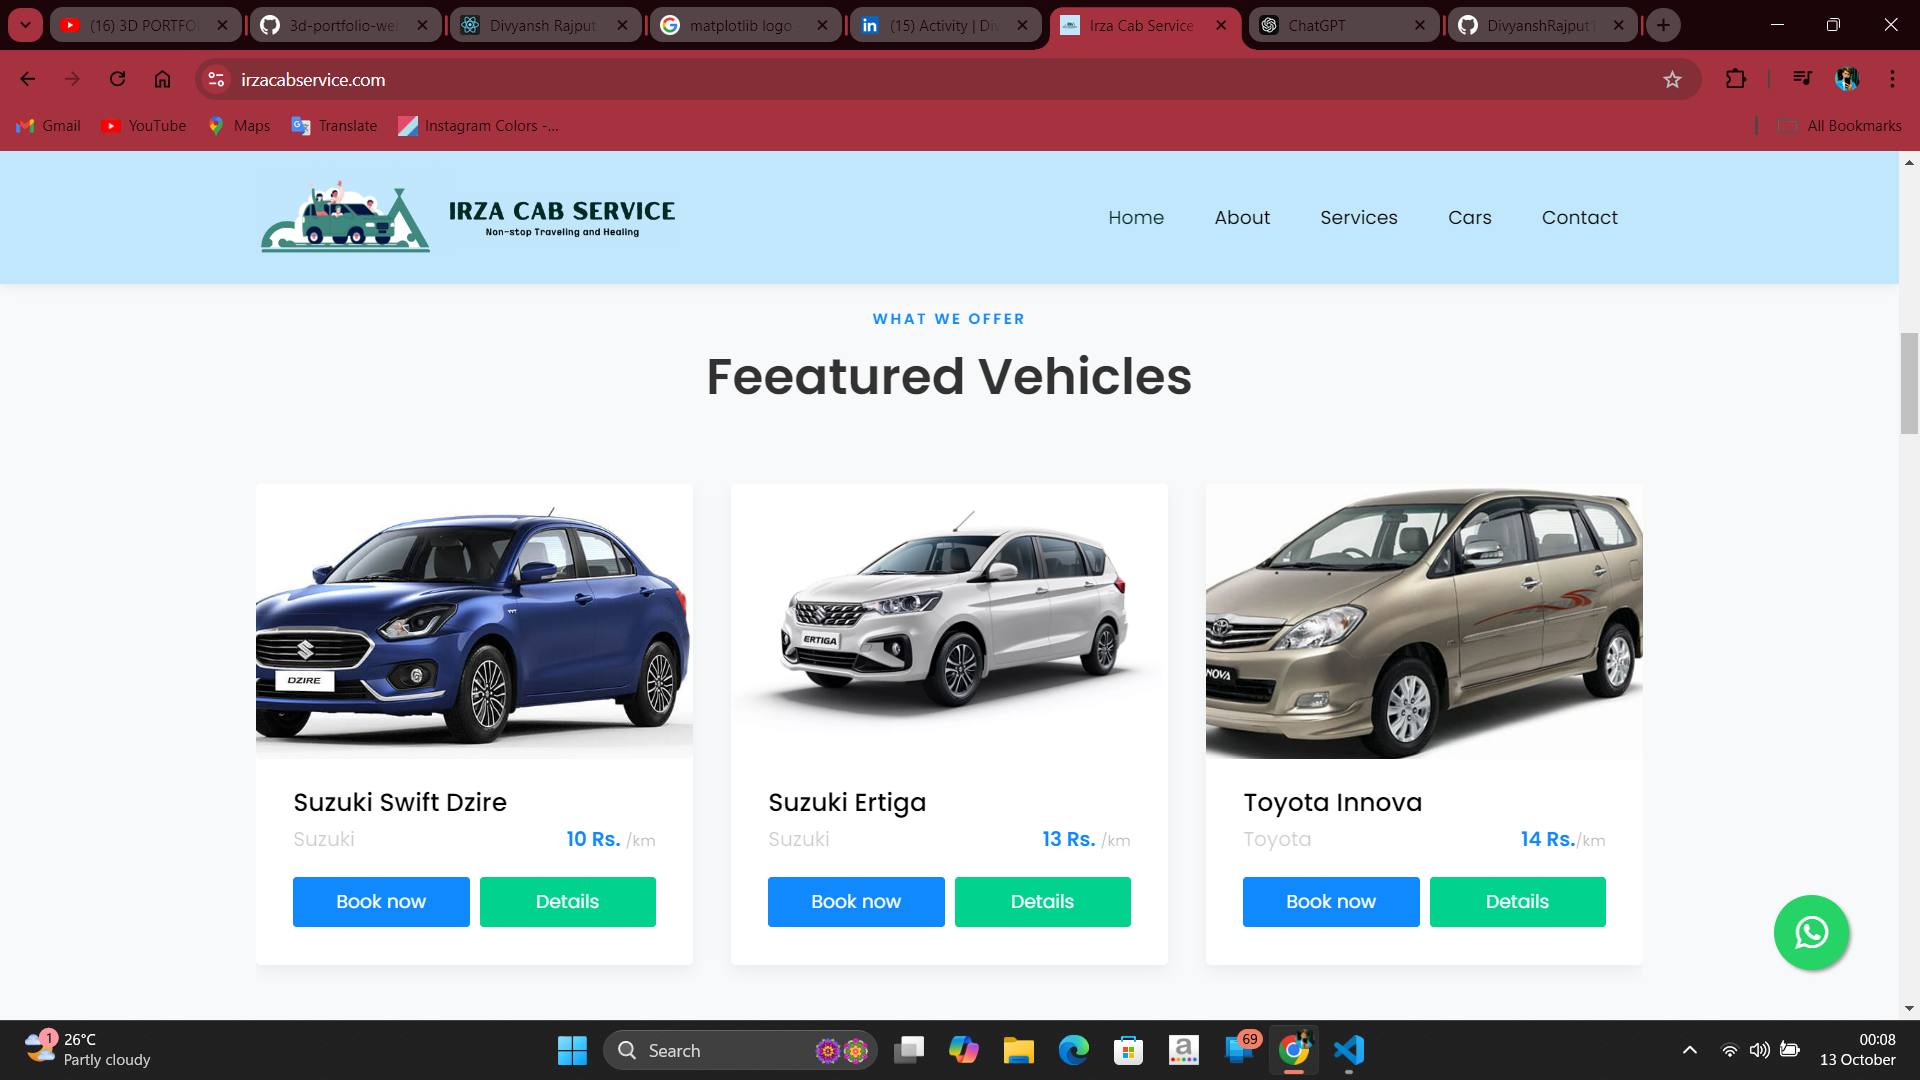 (16) 3D PORTFOI
3d-portfolio-we
Divyansh Rajput
matplotlib logo
(15) Activity | Di
Irza Cab Service
ChatGPT
DivyanshRajput1
irzacabservice.com
Gmail
YouTube
Maps
Translate
Instagram Colors -...
All Bookmarks
IRZA CAB SERVICE
Non-stop Traveling and Healing
Home
About
Services
Cars
Contact
WHAT WE OFFER
Feeatured Vehicles
DZIRE
ERTIGA
NOVA
Suzuki Swift Dzire
Suzuki
10 Rs. /km
Book now
Details
Suzuki Ertiga
Suzuki
13 Rs. /km
Book now
Details
Toyota Innova
Toyota
14 Rs./km
Book now
Details
1
26°C
Partly cloudy
Search
a
69
00:08
13 October